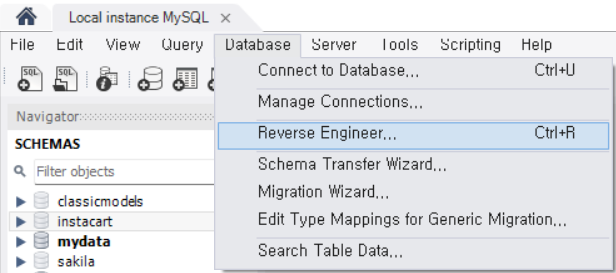 Local instance MySQL ×
File Edit View Query Database Server Tools Scripting Help
SQL SQL
Connect to Database... Ctrl+U
Manage Connections...
Reverse Engineer... Ctrl+R
Schema Transfer Wizard...
Migration Wizard...
Edit Type Mappings for Generic Migration...
Search Table Data...
Navigator
SCHEMAS
Filter objects
classicmodels
instacart
mydata
sakila